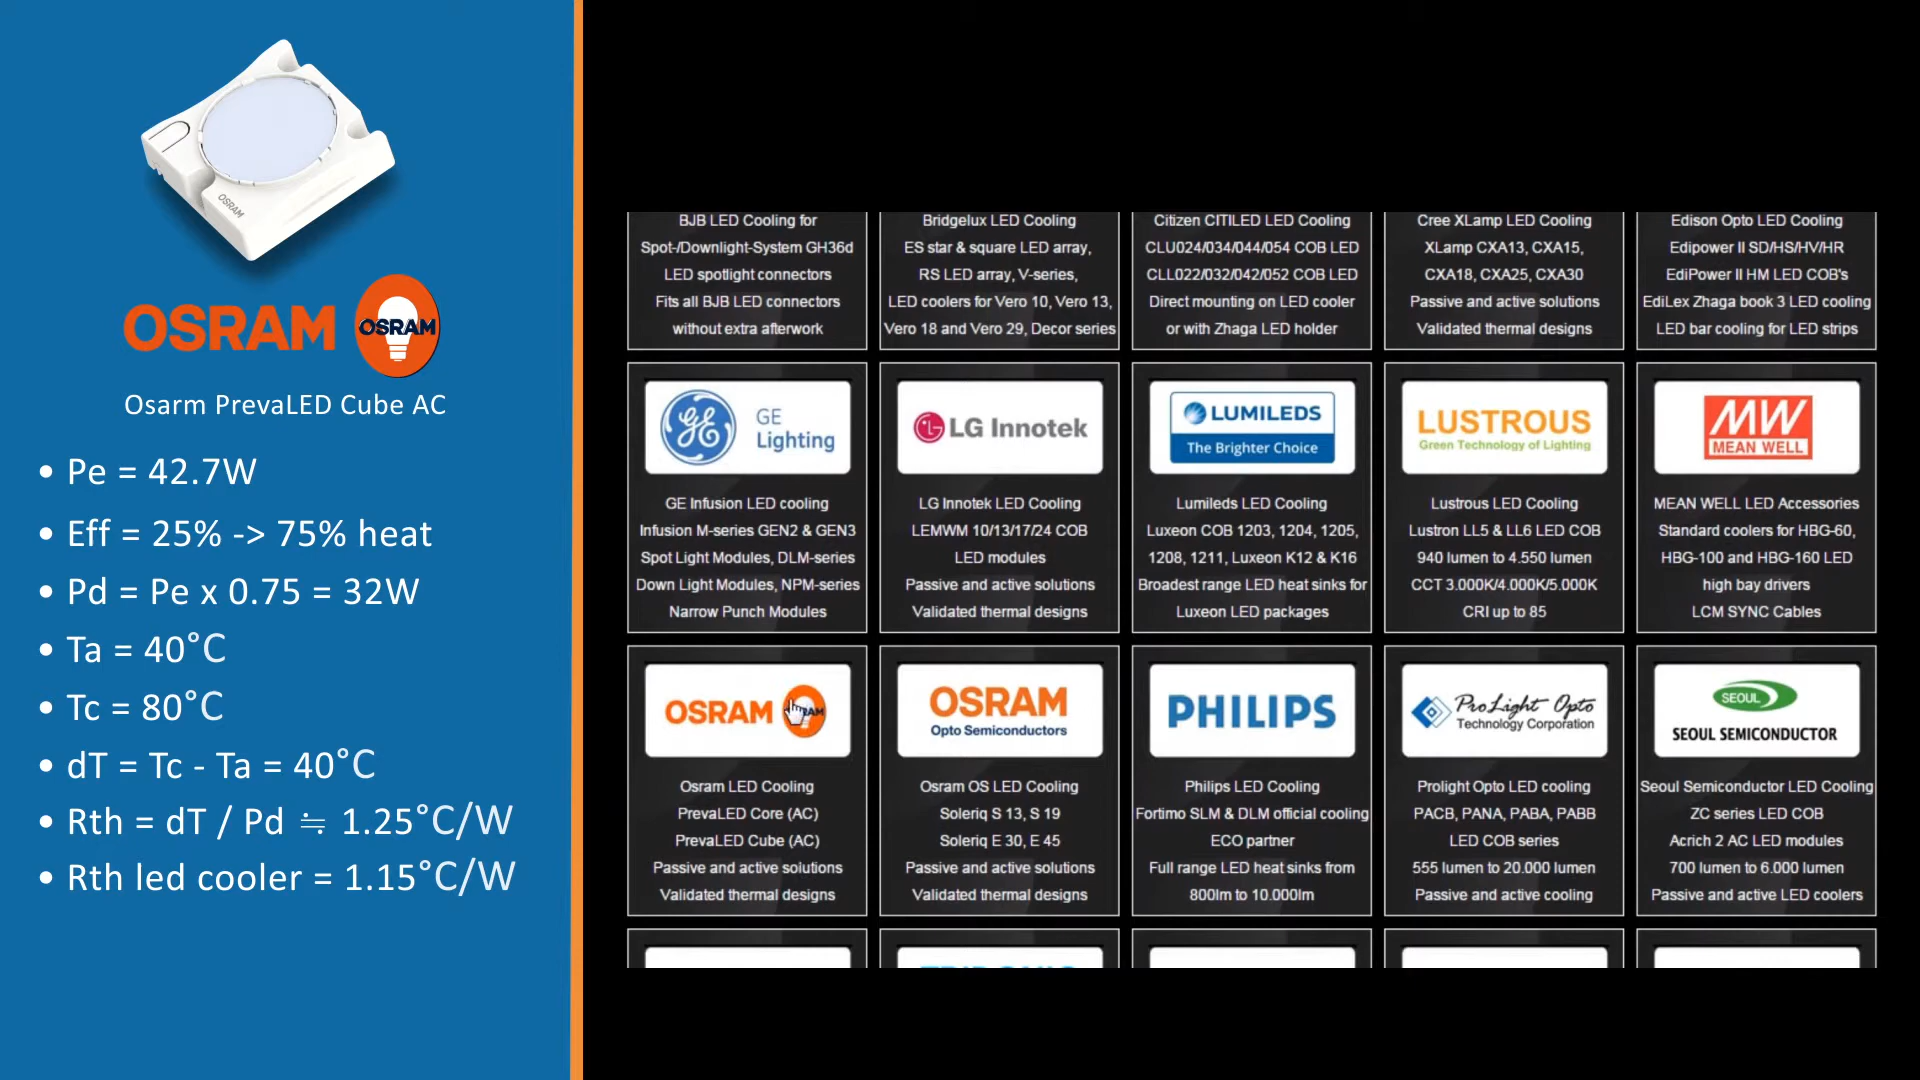 OSRAM
OSRAM OSRAM
Osarm PrevaLED Cube AC
• Pe = 42.7W
• Eff = 25% -> 75% heat
• Pd = Pe x 0.75 = 32W
• Ta = 40°C
• Tc = 80°C
• dT = Tc - Ta = 40°C
• Rth = dT / Pd ≒ 1.25°C/W
• Rth led cooler = 1.15°C/W
BJB LED Cooling for
Spot-/Downlight-System GH36d
LED spotlight connectors
Fits all BJB LED connectors
without extra afterwork
Bridgelux LED Cooling
ES star & square LED array,
RS LED array, V-series,
LED coolers for Vero 10, Vero 13,
Vero 18 and Vero 29, Decor series
Citizen CITILED LED Cooling
CLU024/034/044/054 COB LED
CLL022/032/042/052 COB LED
Direct mounting on LED cooler
or with Zhaga LED holder
Cree XLamp LED Cooling
XLamp CXA13, CXA15,
CXA18, CXA25, CXA30
Passive and active solutions
Validated thermal designs
Edison Opto LED Cooling
Edipower II SD/HS/HV/HR
EdiPower II HM LED COB's
EdiLex Zhaga book 3 LED cooling
LED bar cooling for LED strips
GE
Lighting
GE Infusion LED cooling
Infusion M-series GEN2 & GEN3
Spot Light Modules, DLM-series
Down Light Modules, NPM-series
Narrow Punch Modules
LG Innotek
LG Innotek LED Cooling
LEMWM 10/13/17/24 COB
LED modules
Passive and active solutions
Validated thermal designs
LUMILEDS
The Brighter Choice
Lumileds LED Cooling
Luxeon COB 1203, 1204, 1205,
1208, 1211, Luxeon K12 & K16
Broadest range LED heat sinks for
Luxeon LED packages
LUSTROUS
Green Technology of Lighting
Lustrous LED Cooling
Lustron LL5 & LL6 LED COB
940 lumen to 4.550 lumen
CCT 3.000K/4.000K/5.000K
CRI up to 85
MW
MEAN WELL
MEAN WELL LED Accessories
Standard coolers for HBG-60,
HBG-100 and HBG-160 LED
high bay drivers
LCM SYNC Cables
OSRAM
Osram LED Cooling
PrevaLED Core (AC)
PrevaLED Cube (AC)
Passive and active solutions
Validated thermal designs
OSRAM
Opto Semiconductors
Osram OS LED Cooling
Soleriq S 13, S 19
Soleriq E 30, E 45
Passive and active solutions
Validated thermal designs
PHILIPS
Philips LED Cooling
Fortimo SLM & DLM official cooling
ECO partner
Full range LED heat sinks from
800lm to 10.000lm
ProLight Opto
Technology Corporation
Prolight Opto LED cooling
PACB, PANA, PABA, PABB
LED COB series
555 lumen to 20.000 lumen
Passive and active cooling
SEOUL
SEOUL SEMICONDUCTOR
Seoul Semiconductor LED Cooling
ZC series LED COB
Acrich 2 AC LED modules
700 lumen to 6.000 lumen
Passive and active LED coolers